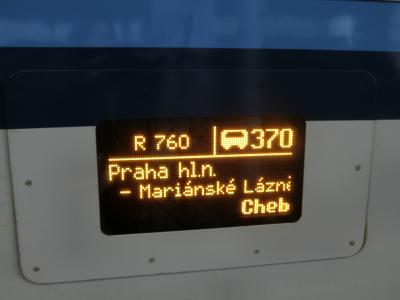 R 760 370
Praha hl.n.
- Mariánské Lázně
Cheb